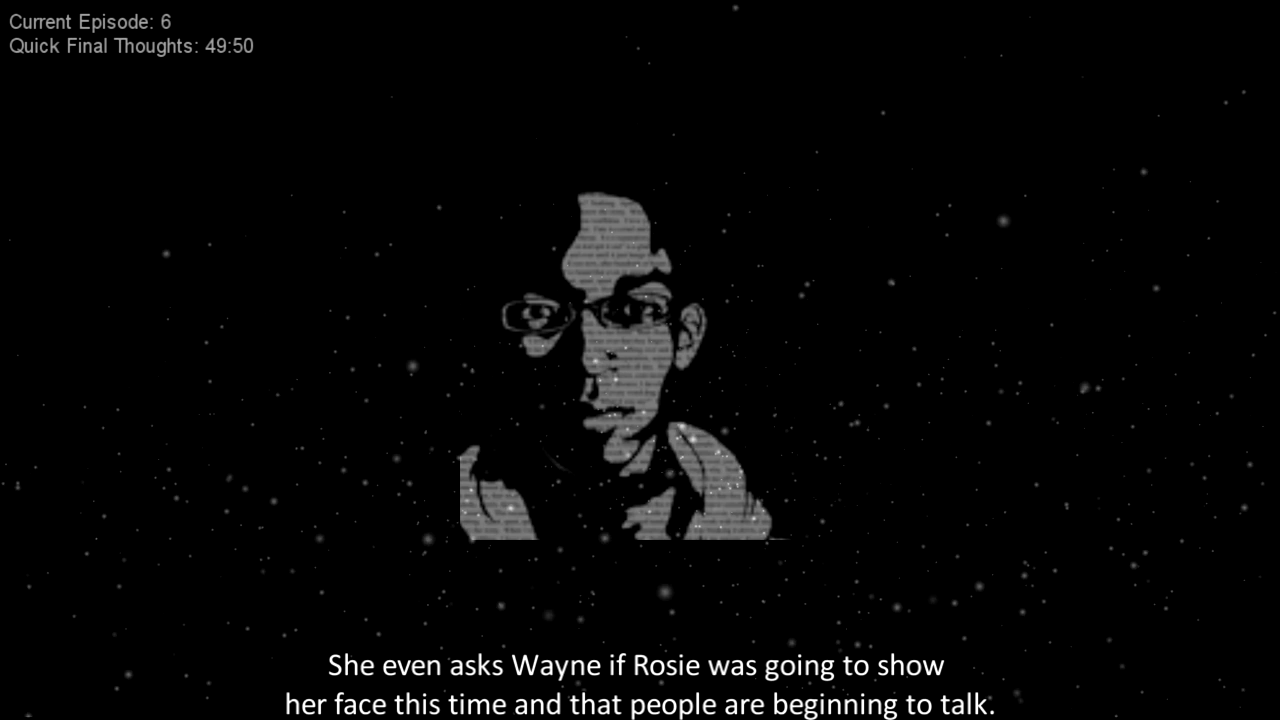 Current Episode: 6
Quick Final Thoughts: 49:50
She even asks Wayne if Rosie was going to show
her face this time and that people are beginning to talk.